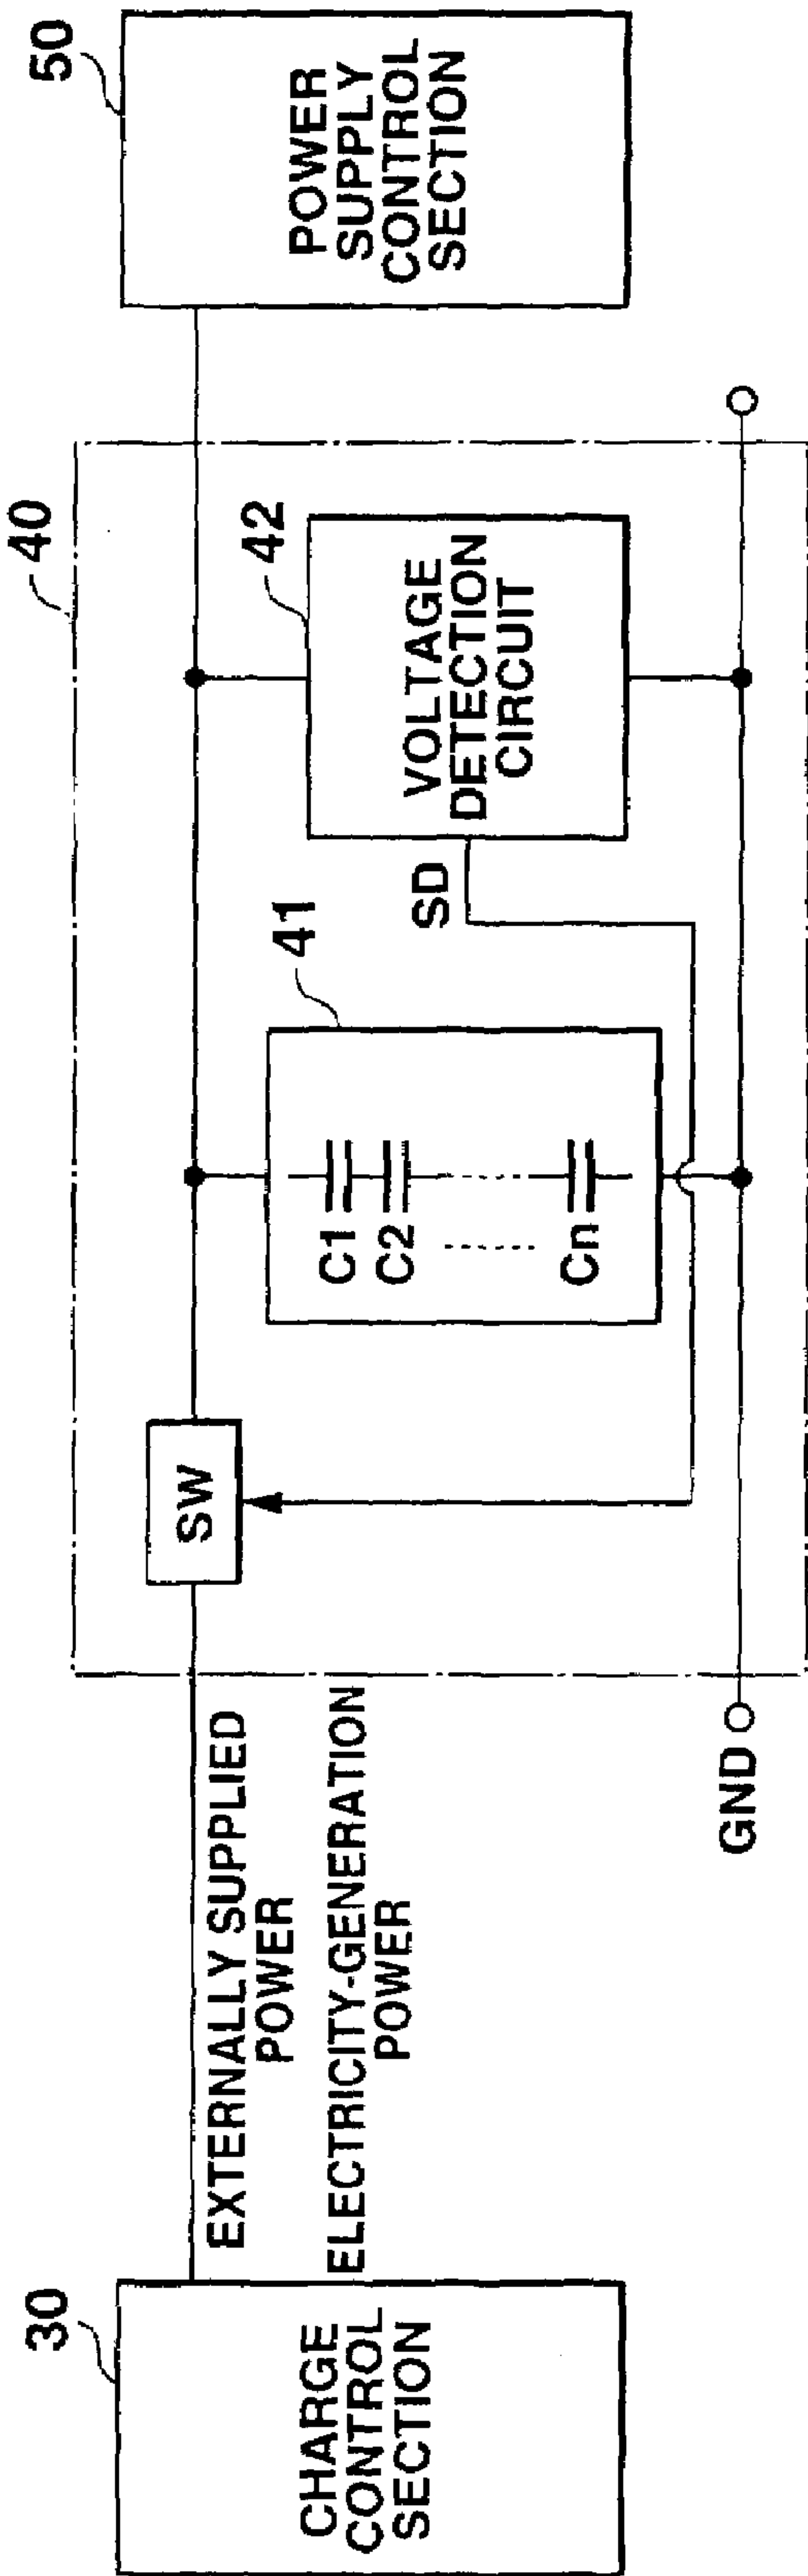 30
CHARGE
CONTROL
SECTION
EXTERNALLY SUPPLIED
POWER
ELECTRICITY-GENERATION
POWER
GND
40
SW
41
C1
C2
Cn
SD
42
VOLTAGE
DETECTION
CIRCUIT
50
POWER
SUPPLY
CONTROL
SECTION